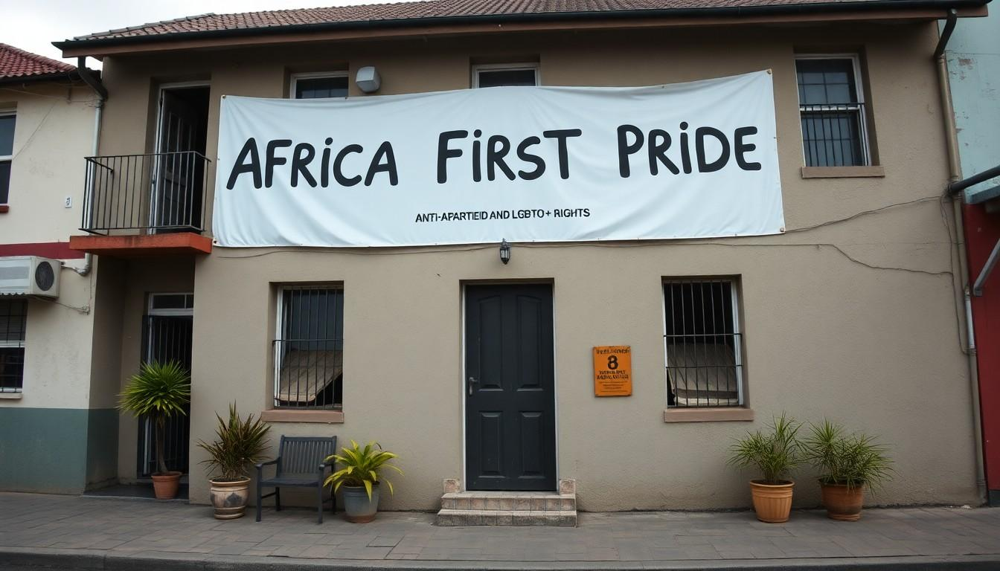 AFRiCA FiRST PRiDE
ANTI-APARTIEID AND LGBTO+ RIGHTS
8